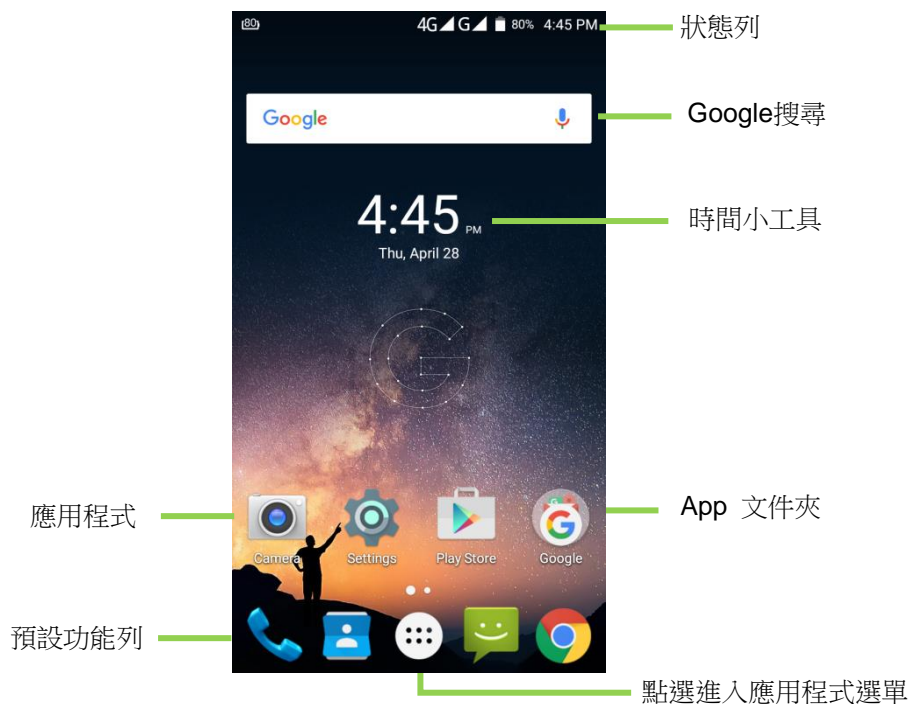 80
4G G 80% 4:45 PM
狀態列
Google
Google搜尋
4:45 PM
時間小工具
Thu, April 28
應用程式
App 文件夾
Camera
Settings
Play Store
Google
預設功能列
點選進入應用程式選單